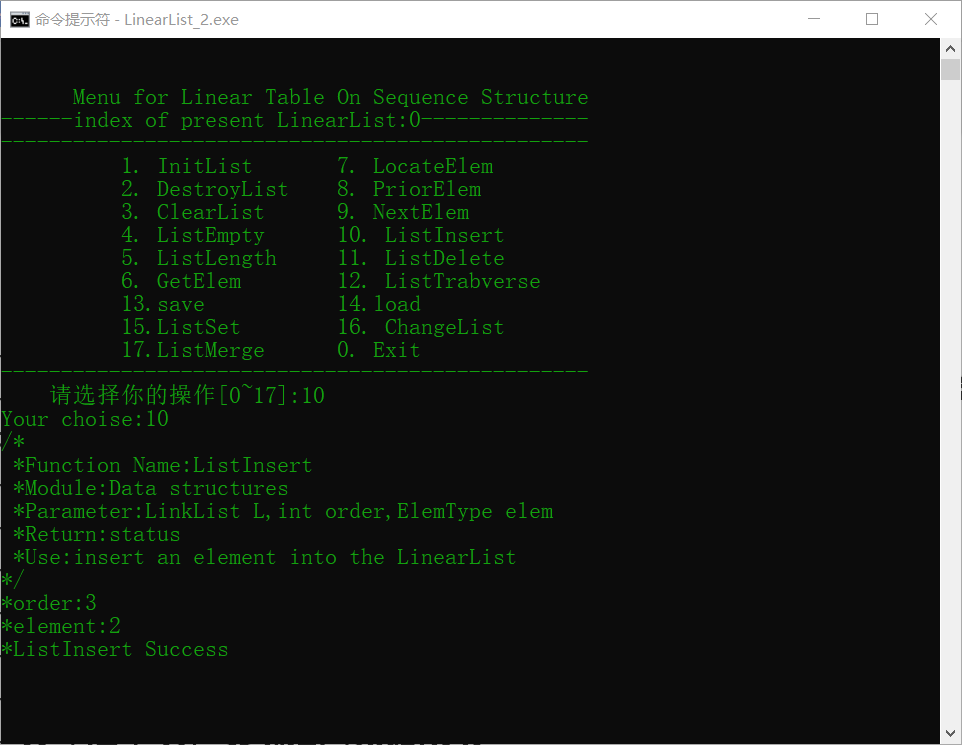 命令提示符 - LinearList_2.exe
Menu for Linear Table On Sequence Structure
------index of present LinearList:0--------------
-------------------------------------------------
1. InitList 7. LocateElem
2. DestroyList 8. PriorElem
3. ClearList 9. NextElem
4. ListEmpty 10. ListInsert
5. ListLength 11. ListDelete
6. GetElem 12. ListTrabverse
13.save 14.load
15.ListSet 16. ChangeList
17.ListMerge 0. Exit
-------------------------------------------------
请选择你的操作[0~17]:10
Your choise:10
/*
*Function Name:ListInsert
*Module:Data structures
*Parameter:LinkList L,int order,ElemType elem
*Return:status
*Use:insert an element into the LinearList
*/
*order:3
*element:2
*ListInsert Success